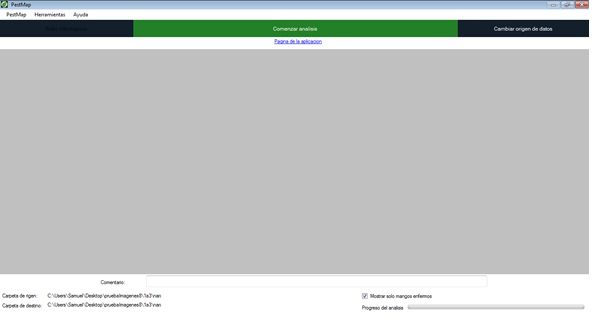 PestMap
PestMap Herramientas Ayuda
Comenzar analisis
Cambiar origen de datos
Pagina de la aplicacion
Comentario:
Carpeta de rigen: C:\Users\Samuel\Desktop\pruebaImagenes8\1a3\nan
Mostrar solo mangos enfermos
Carpeta de destino: C:\Users\Samuel\Desktop\pruebaImagenes8\1a3\nan
Progreso del analisis